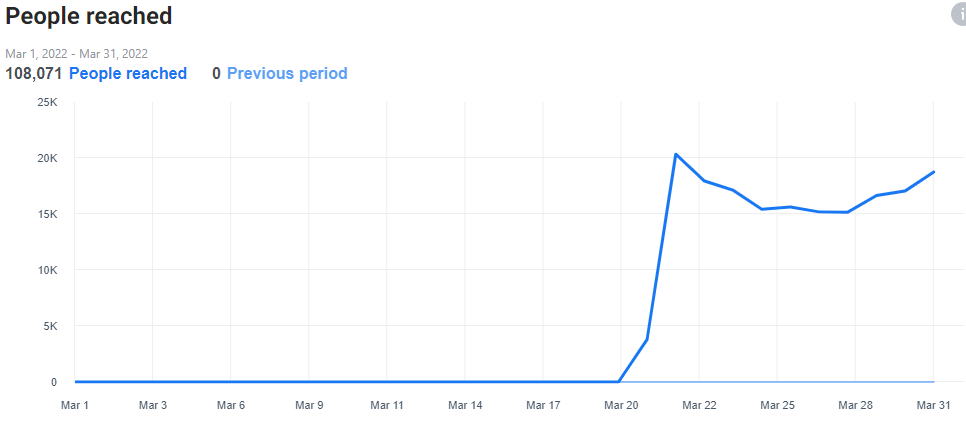 People reached
i
Mar 1, 2022 - Mar 31, 2022
108,071 People reached 0 Previous period
25K
20K
15K
10K
5K
0
Mar 1 Mar 3 Mar 6 Mar 9 Mar 11 Mar 14 Mar 17 Mar 20 Mar 22 Mar 25 Mar 28 Mar 31